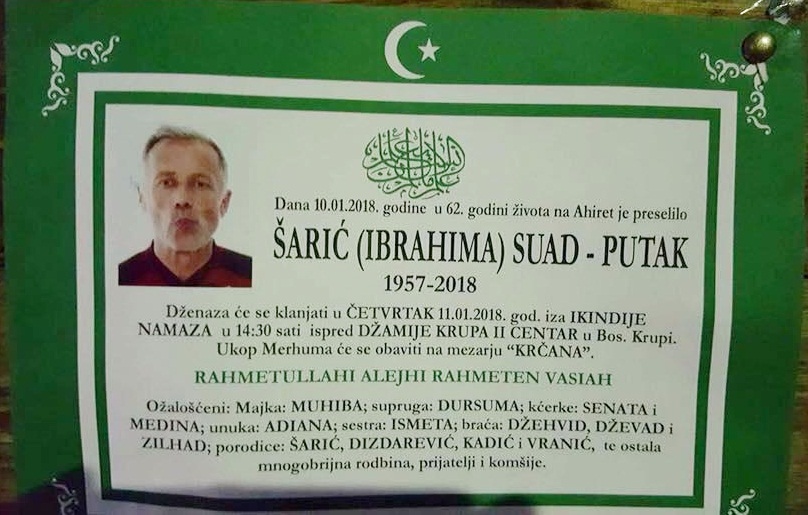 Dana 10.01.2018. godine u 62. godini života na Ahiret je preselilo
ŠARIĆ (IBRAHIMA) SUAD - PUTAK
1957-2018
Dženaza će se klanjati u ČETVRTAK 11.01.2018. god. iza IKINDIJE
NAMAZA u 14:30 sati ispred DŽAMIJE KRUPA II CENTAR u Bos. Krupi.
Ukop Merhuma će se obaviti na mezarju “KRČANA”.
RAHMETULLAHI ALEJHI RAHMETEN VASIAH
Ožalošćeni: Majka: MUHIBA; supruga: DURSUMA; kćerke: SENATA i
MEDINA; unuka: ADIANA; sestra: ISMETA; braća: DŽEHVID, DŽEVAD i
ZILHAD; porodice: ŠARIĆ, DIZDAREVIĆ, KADIĆ i VRANIĆ, te ostala
mnogobrijna rodbina, prijatelji i komšije.